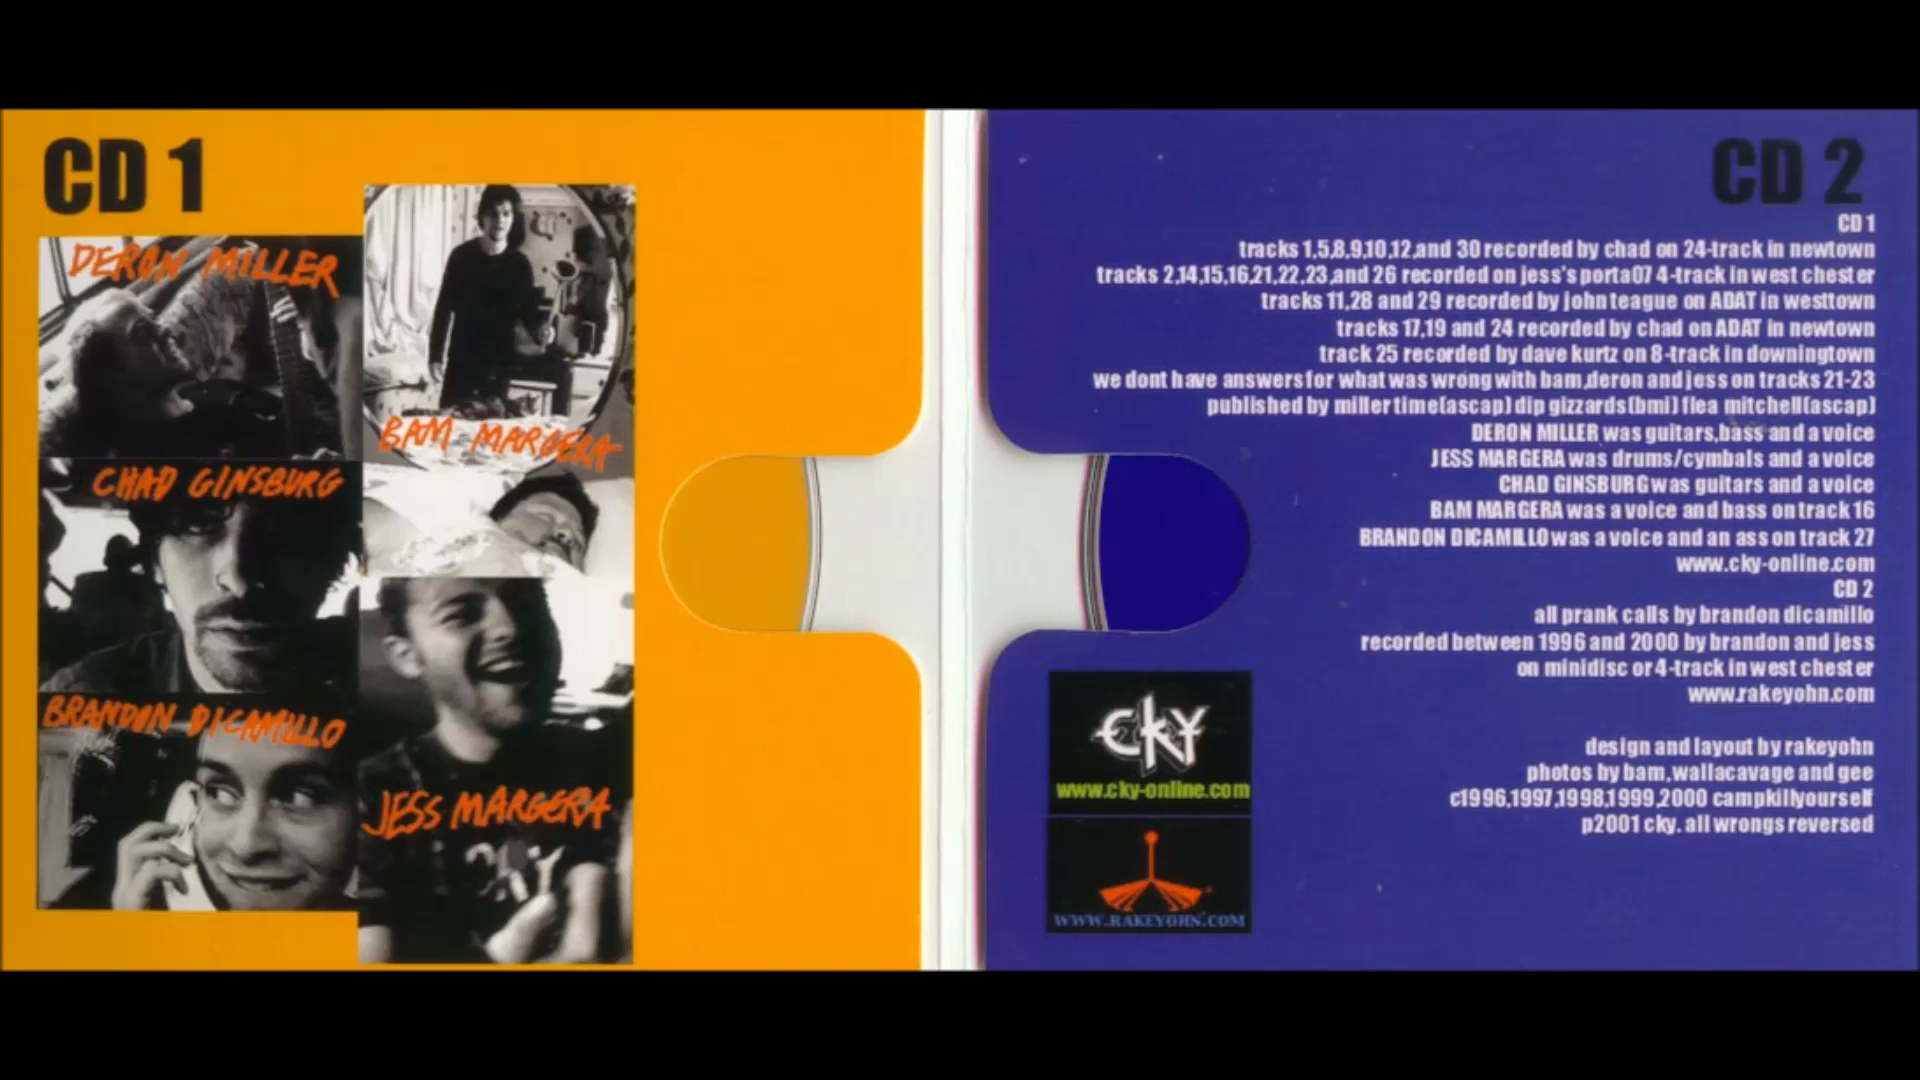 CD 1
DERON MILLER
BAM MARGERA
CHAD GINSBURG
BRANDON DICAMILLO
JESS MARGERA
CD 2
CD 1
tracks 1,5,8,9,10,12,and 30 recorded by chad on 24-track in newtown
tracks 2,14,15,16,21,22,23,and 26 recorded on jess's porta07 4-track in west chester
tracks 11,28 and 29 recorded by john teague on ADAT in westtown
tracks 17,19 and 24 recorded by chad on ADAT in newtown
track 25 recorded by dave kurtz on 8-track in downingtown
we dont have answers for what was wrong with bam,deron and jess on tracks 21-23
published by miller time(ascap) dip gizzards(bmi) flea mitchell(ascap)
DERON MILLER was guitars,bass and a voice
JESS MARGERA was drums/cymbals and a voice
CHAD GINSBURG was guitars and a voice
BAM MARGERA was a voice and bass on track 16
BRANDON DICAMILLO was a voice and an ass on track 27
www.cky-online.com
CD 2
all prank calls by brandon dicamillo
recorded between 1996 and 2000 by brandon and jess
on minidisc or 4-track in west chester
www.rakeyohn.com
design and layout by rakeyohn
photos by bam,wallacavage and gee
c1996,1997,1998,1999,2000 campkillyourself
p2001 cky. all wrongs reversed
cKY
www.cky-online.com
WWW.RAKEYOHN.COM